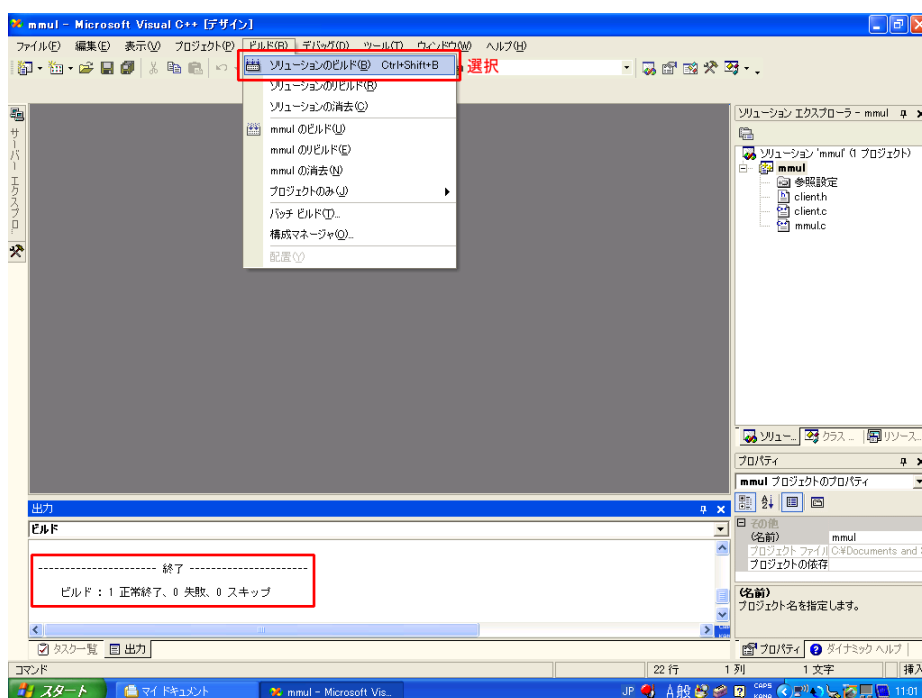 mmul - Microsoft Visual C++ [デザイン]
ファイル(F) 編集(E) 表示(V) プロジェクト(P) ビルド(B) デバッグ(D) ツール(T) ウィンドウ(W) ヘルプ(H)
ソリューションのビルド(B) Ctrl+Shift+B
選択
ソリューションのリビルド(R)
ソリューションの消去(C)
mmul のビルド(U)
mmul のリビルド(E)
mmul の消去(N)
プロジェクトのみ(J)
バッチ ビルド(T)...
構成マネージャ(O)...
配置(Y)
サーバー エクスプロ
ソリューション エクスプローラ - mmul
ソリューション 'mmul' (1 プロジェクト)
mmul
参照設定
client.h
client.c
mmul.c
ソリュー... クラス ... リソース...
プロパティ
mmul プロジェクトのプロパティ
その他
(名前) mmul
プロジェクト ファイル C:¥Documents and
プロジェクトの依存
(名前)
プロジェクト名を指定します。
プロパティ ダイナミック ヘルプ
出力
ビルド
---------------------- 終了 ----------------------
ビルド : 1 正常終了、0 失敗、0 スキップ
タスク一覧 出力
コマンド 22 行 1 列 1 文字 挿入
スタート マイ ドキュメント mmul - Microsoft Vis... JP A般 CAPS KANA 11:01